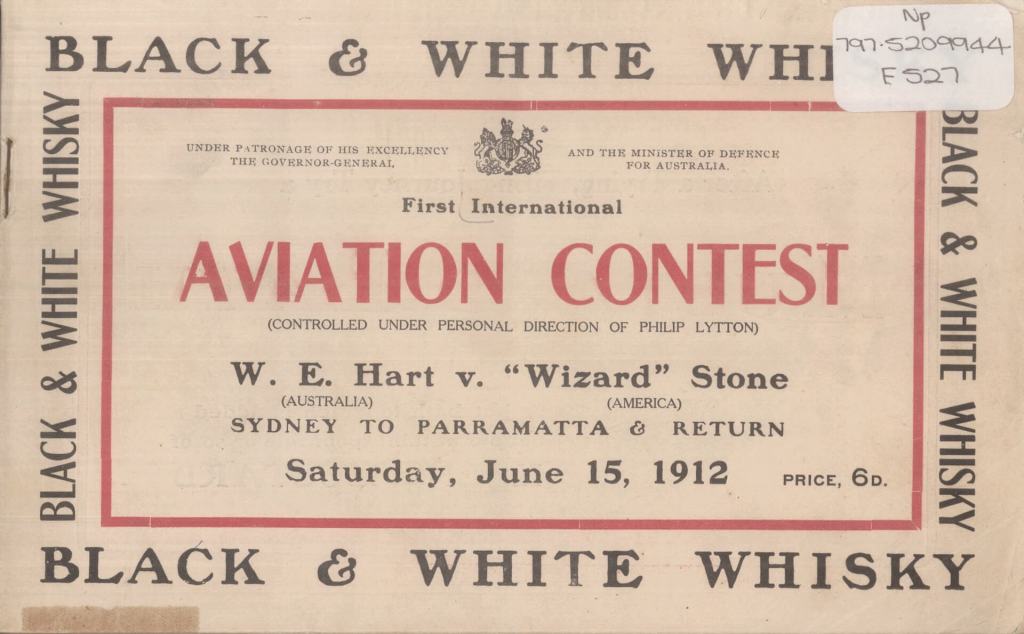 BLACK & WHITE WHI
Np
797.5209944
F527
BLACK & WHITE WHISKY
UNDER PATRONAGE OF HIS EXCELLENCY
THE GOVERNOR-GENERAL,
AND THE MINISTER OF DEFENCE
FOR AUSTRALIA.
First International
AVIATION CONTEST
(CONTROLLED UNDER PERSONAL DIRECTION OF PHILIP LYTTON)
W. E. Hart v. "Wizard" Stone
(AUSTRALIA) (AMERICA)
SYDNEY TO PARRAMATTA & RETURN
Saturday, June 15, 1912
PRICE, 6D.
BLACK & WHITE WHISKY
BLACK & WHITE WHISKY